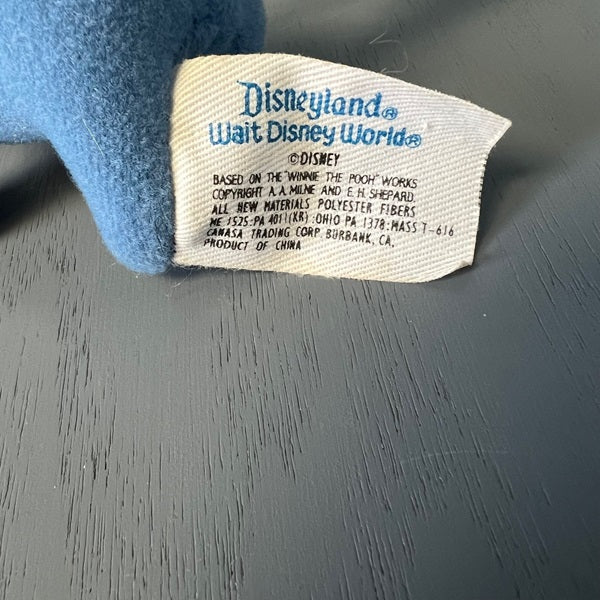 Disneyland®
Walt Disney World®
©DISNEY
BASED ON THE "WINNIE THE POOH" WORKS
COPYRIGHT A. A. MILNE AND E. H. SHEPARD.
ALL NEW MATERIALS POLYESTER FIBERS
ME 1525:PA 4011(KR):OHIO PA 1378:MASS T-616
CANASA TRADING CORP. BURBANK, CA.
PRODUCT OF CHINA